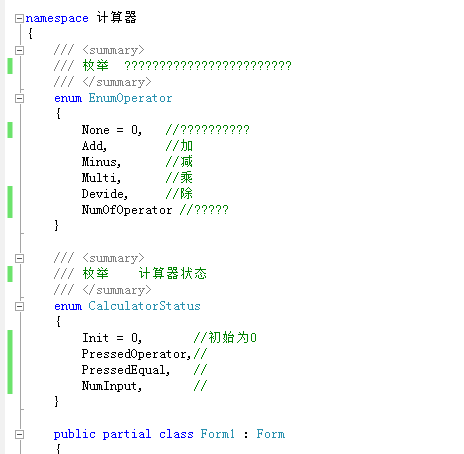 namespace 计算器
{
/// <summary>
/// 枚举 ????????????????????????
/// </summary>
enum EnumOperator
{
None = 0, //??????????
Add, //加
Minus, //减
Multi, //乘
Devide, //除
NumOfOperator //?????
}
/// <summary>
/// 枚举 计算器状态
/// </summary>
enum CalculatorStatus
{
Init = 0, //初始为0
PressedOperator,//
PressedEqual, //
NumInput, //
}
public partial class Form1 : Form
{